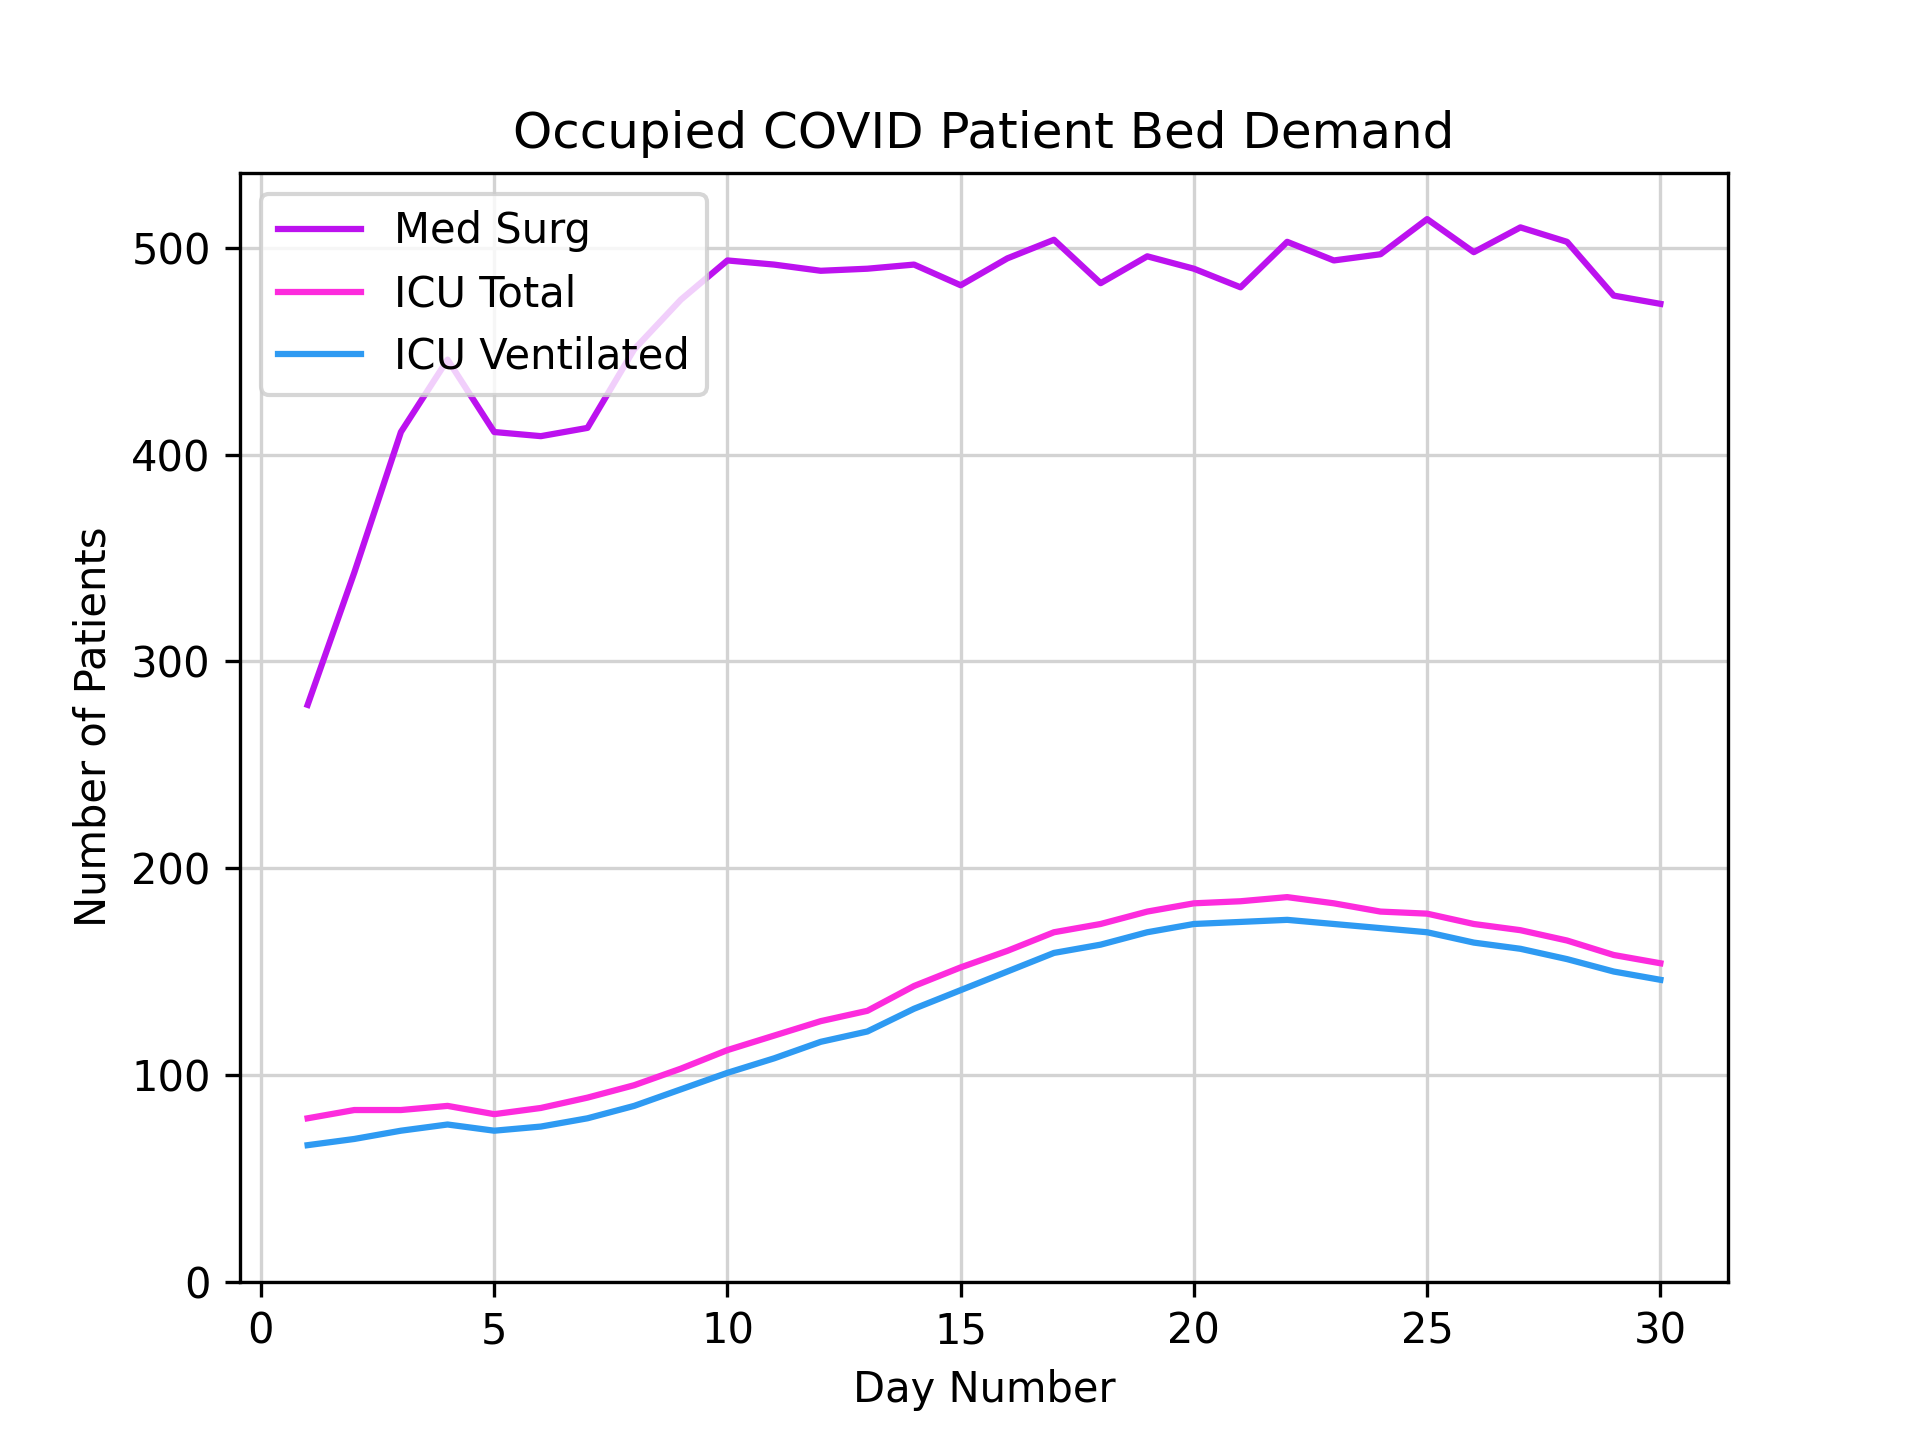 Occupied COVID Patient Bed Demand
Med Surg
ICU Total
ICU Ventilated
500
400
300
200
100
0
Number of Patients
0 5 10 15 20 25 30
Day Number